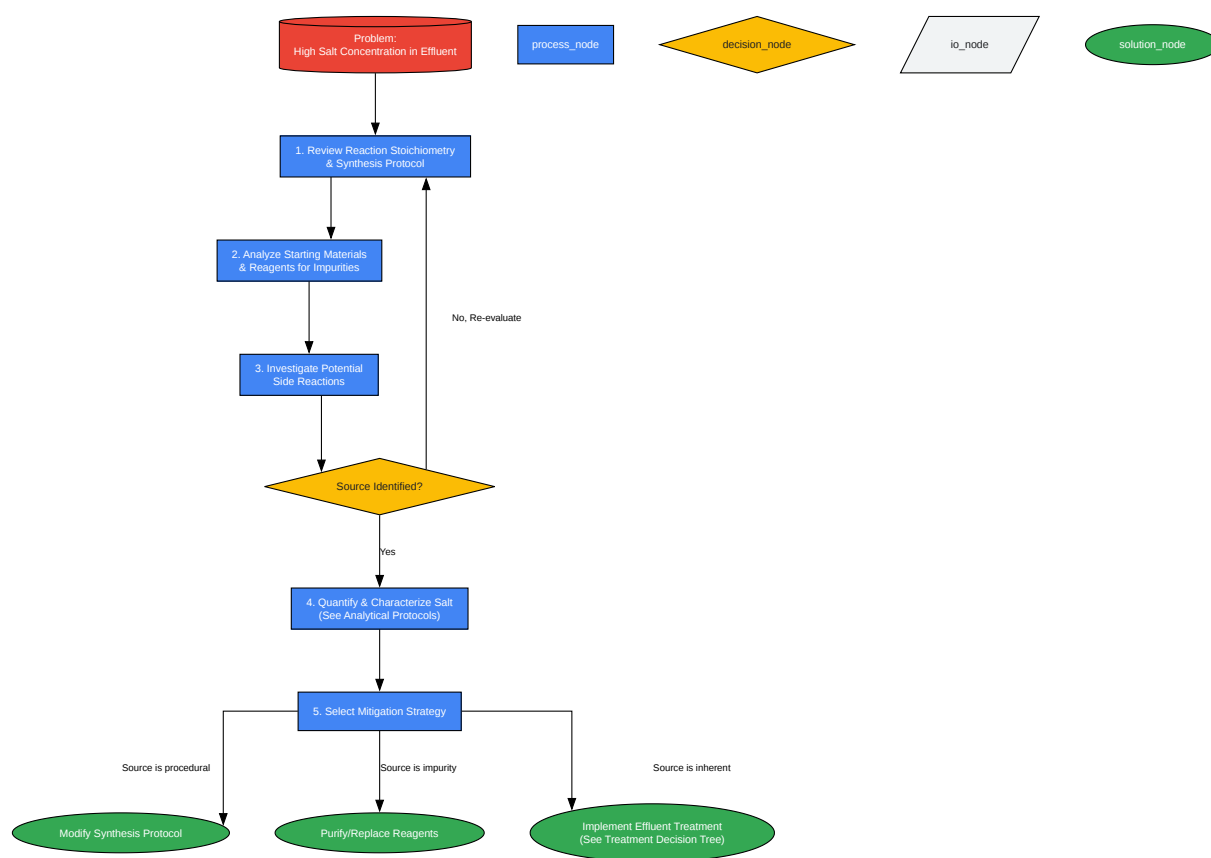 Problem:
High Salt Concentration in Effluent
process_node
decision_node
io_node
solution_node
1. Review Reaction Stoichiometry
& Synthesis Protocol
2. Analyze Starting Materials
& Reagents for Impurities
No, Re-evaluate
3. Investigate Potential
Side Reactions
Source Identified?
Yes
4. Quantify & Characterize Salt
(See Analytical Protocols)
5. Select Mitigation Strategy
Source is procedural
Source is impurity
Source is inherent
Modify Synthesis Protocol
Purify/Replace Reagents
Implement Effluent Treatment
(See Treatment Decision Tree)